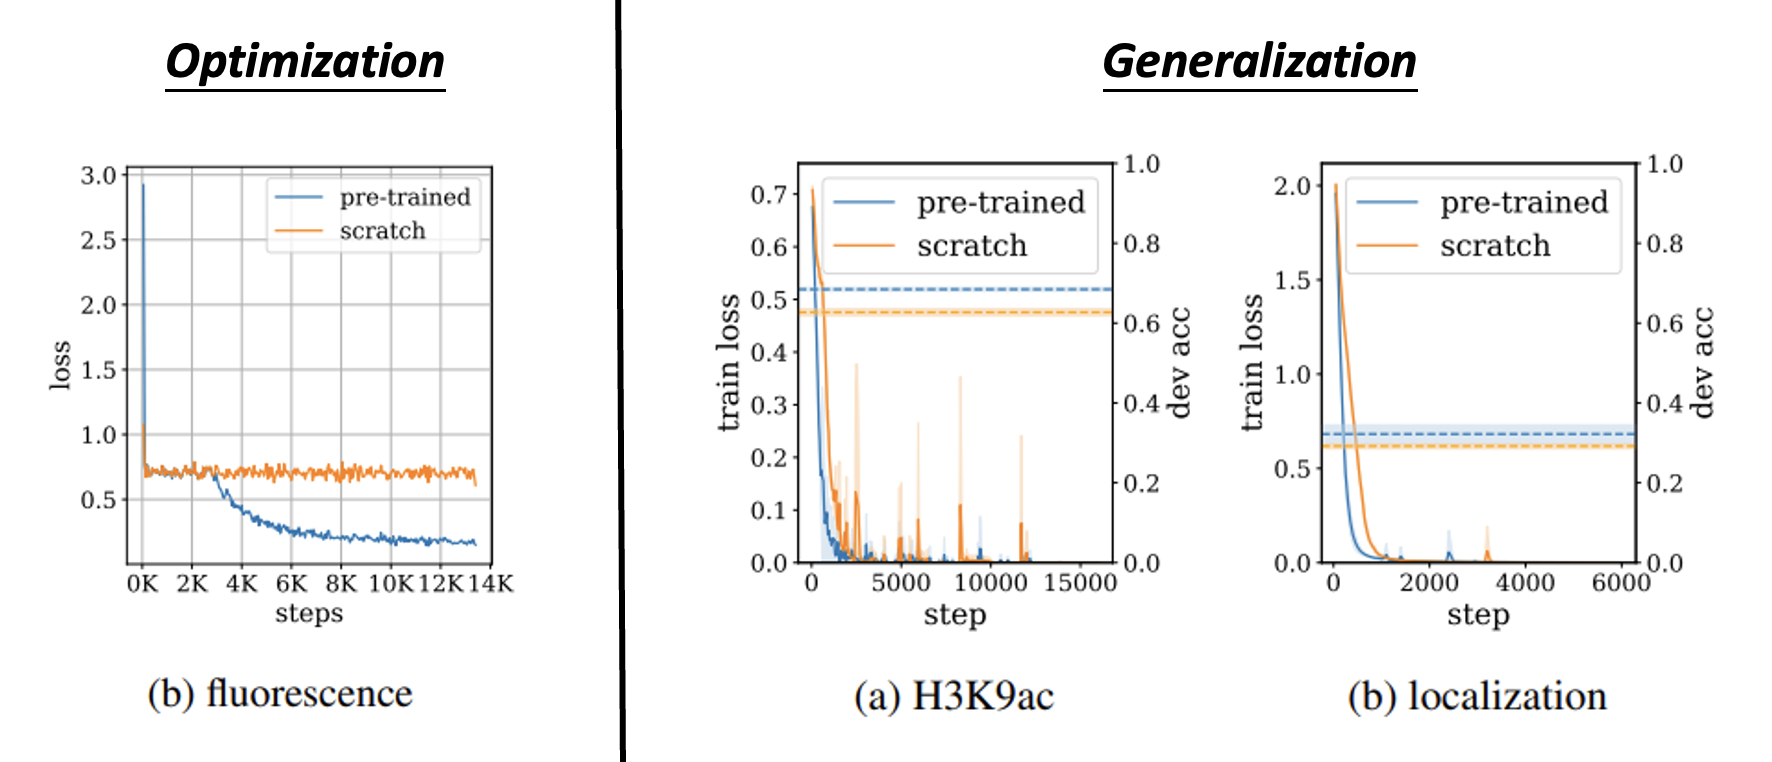 Optimization
3.0
2.5
2.0
1.5
1.0
0.5
loss
pre-trained
scratch
0K 2K 4K 6K 8K 10K 12K 14K
steps
(b) fluorescence
Generalization
0.7
0.6
0.5
0.4
0.3
0.2
0.1
0.0
train loss
pre-trained
scratch
1.0
0.8
0.6
0.4
0.2
0.0
dev acc
0 5000 10000 15000
step
(a) H3K9ac
2.0
1.5
1.0
0.5
0.0
train loss
pre-trained
scratch
1.0
0.8
0.6
0.4
0.2
0.0
dev acc
0 2000 4000 6000
step
(b) localization